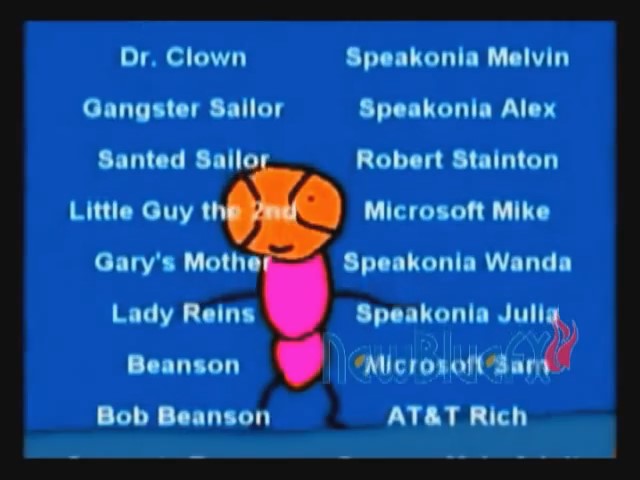 Dr. Clown Speakonia Melvin
Gangster Sailor Speakonia Alex
Santed Sailor Robert Stainton
Little Guy the 2nd Microsoft Mike
Gary's Mother Speakonia Wanda
Lady Reins Speakonia Julia
Beanson Microsoft Sam
NewBlueFX
Bob Beanson AT&T Rich